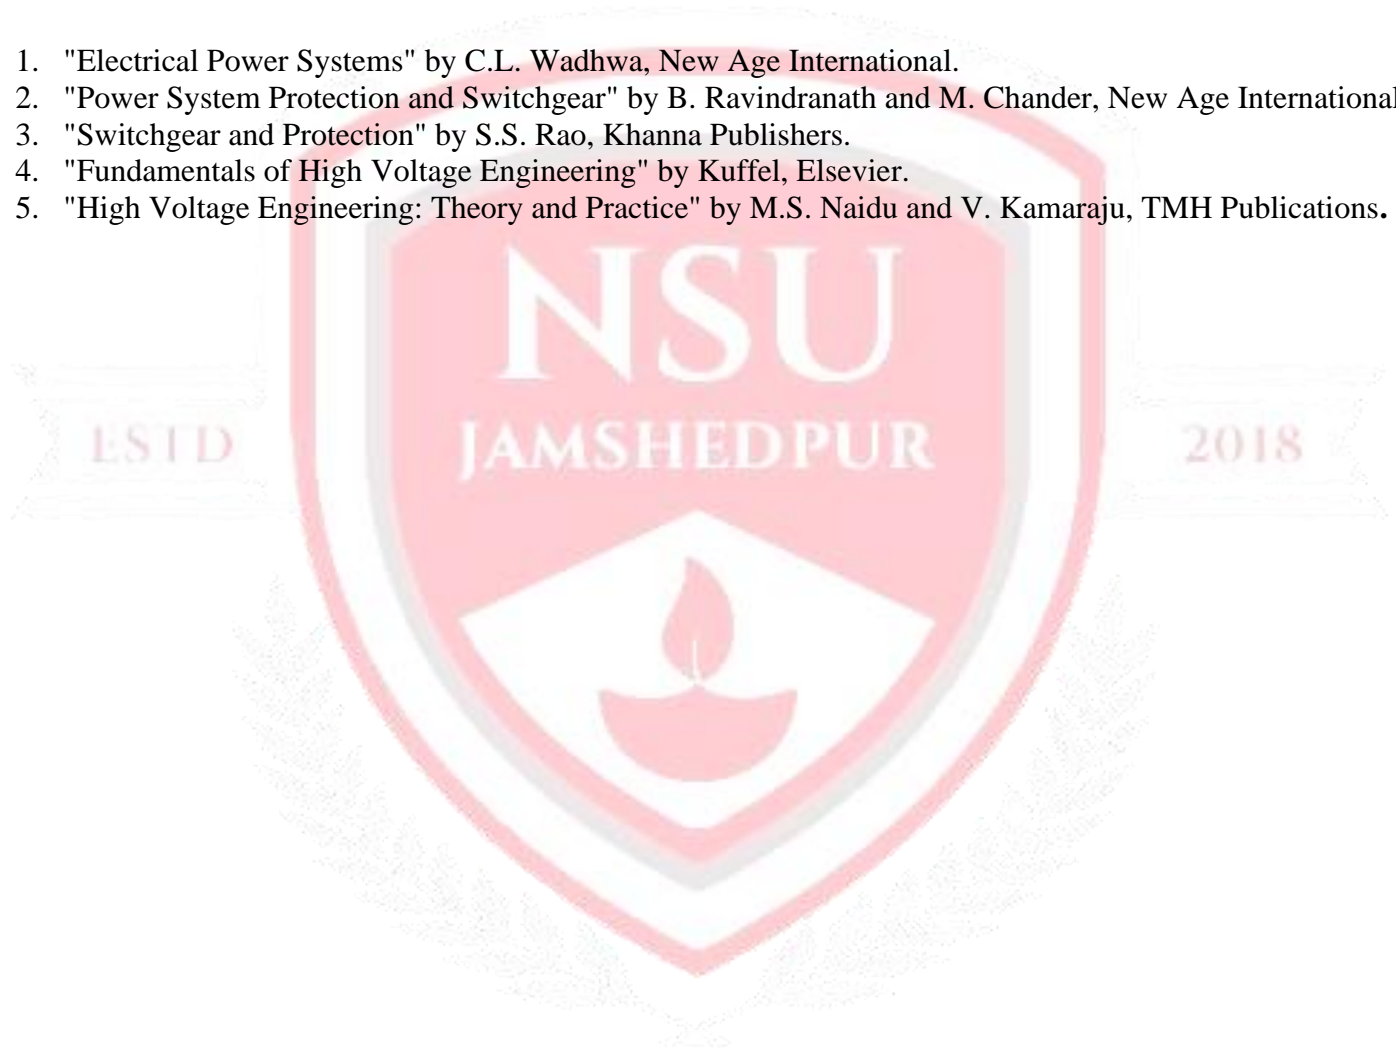 1. "Electrical Power Systems" by C.L. Wadhwa, New Age International.
2. "Power System Protection and Switchgear" by B. Ravindranath and M. Chander, New Age International
3. "Switchgear and Protection" by S.S. Rao, Khanna Publishers.
4. "Fundamentals of High Voltage Engineering" by Kuffel, Elsevier.
5. "High Voltage Engineering: Theory and Practice" by M.S. Naidu and V. Kamaraju, TMH Publications.
NSU
JAMSHEDPUR
ESTD 2018